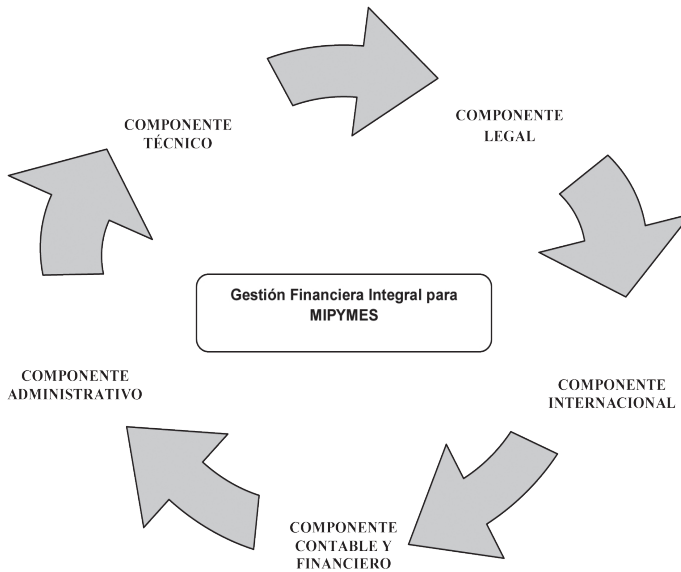 COMPONENTE
TÉCNICO
COMPONENTE
LEGAL
Gestión Financiera Integral para
MIPYMES
COMPONENTE
ADMINISTRATIVO
COMPONENTE
INTERNACIONAL
COMPONENTE
CONTABLE Y
FINANCIERO